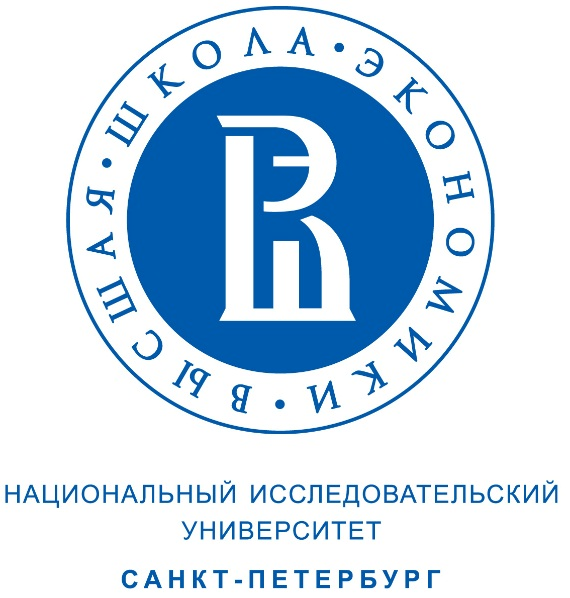 ВЫСШАЯ • ШКОЛА • ЭКОНОМИКИ •
НАЦИОНАЛЬНЫЙ ИССЛЕДОВАТЕЛЬСКИЙ
УНИВЕРСИТЕТ
САНКТ-ПЕТЕРБУРГ